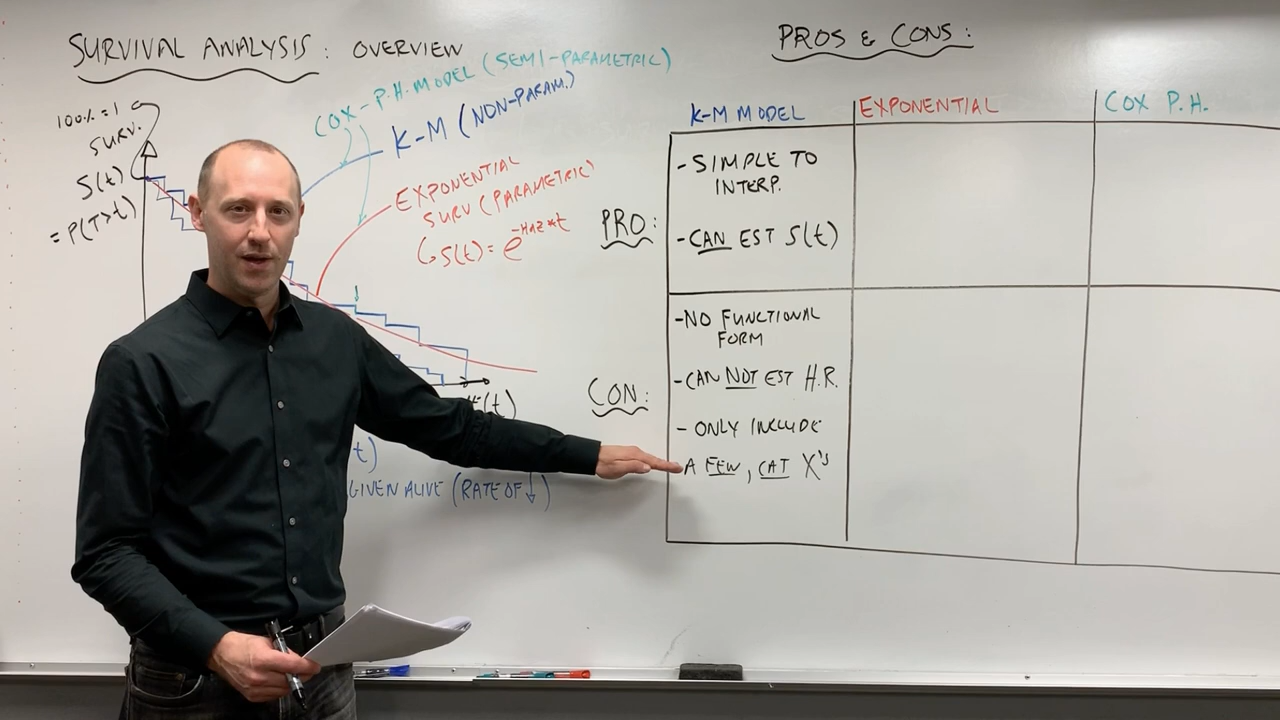 SURVIVAL ANALYSIS: OVERVIEW
COX-P.H. MODEL (SEMI-PARAMETRIC)
K-M (NON-PARAM.)
100% = 1
SURV.
S(t)
= P(T>t)
EXPONENTIAL
SURV (PARAMETRIC)
S(t) = e^-HAZ*t
(t)
t)
GIVEN ALIVE (RATE OF ↓)
PROS & CONS:
K-M MODEL
EXPONENTIAL
COX P.H.
PRO:
- SIMPLE TO
INTERP.
- CAN EST S(t)
CON:
- NO FUNCTIONAL
FORM
- CAN NOT EST H.R.
- ONLY INCLUDE
A FEW, CAT X's